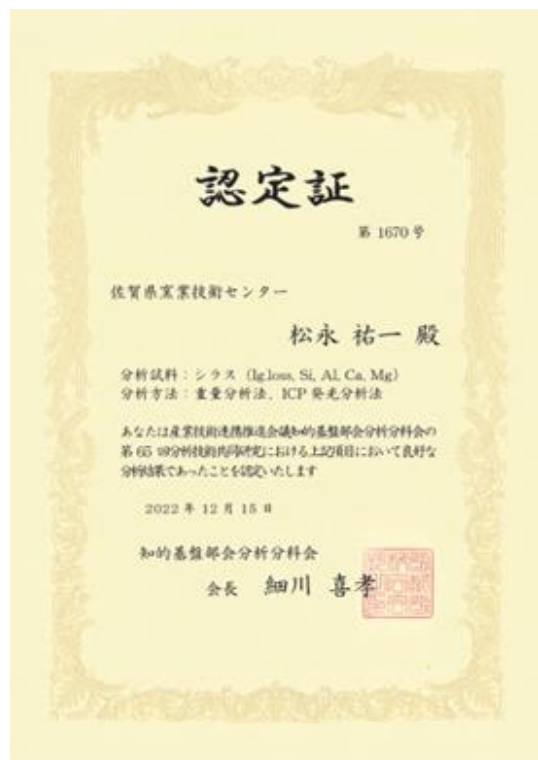 認定証
第 1670 号
佐賀県窯業技術センター
松永 祐一 殿
分析試料：シラス（Ig.loss, Si, Al, Ca, Mg）
分析方法：重量分析法、ICP 発光分析法
あなたは産業技術連携推進会議知的基盤部会分析分科会の
第 65 回分析技術共同研究における上記項目において良好な
分析結果であったことを認定いたします
2022 年 12 月 15 日
知的基盤部会分析分科会
会長 細川 喜孝